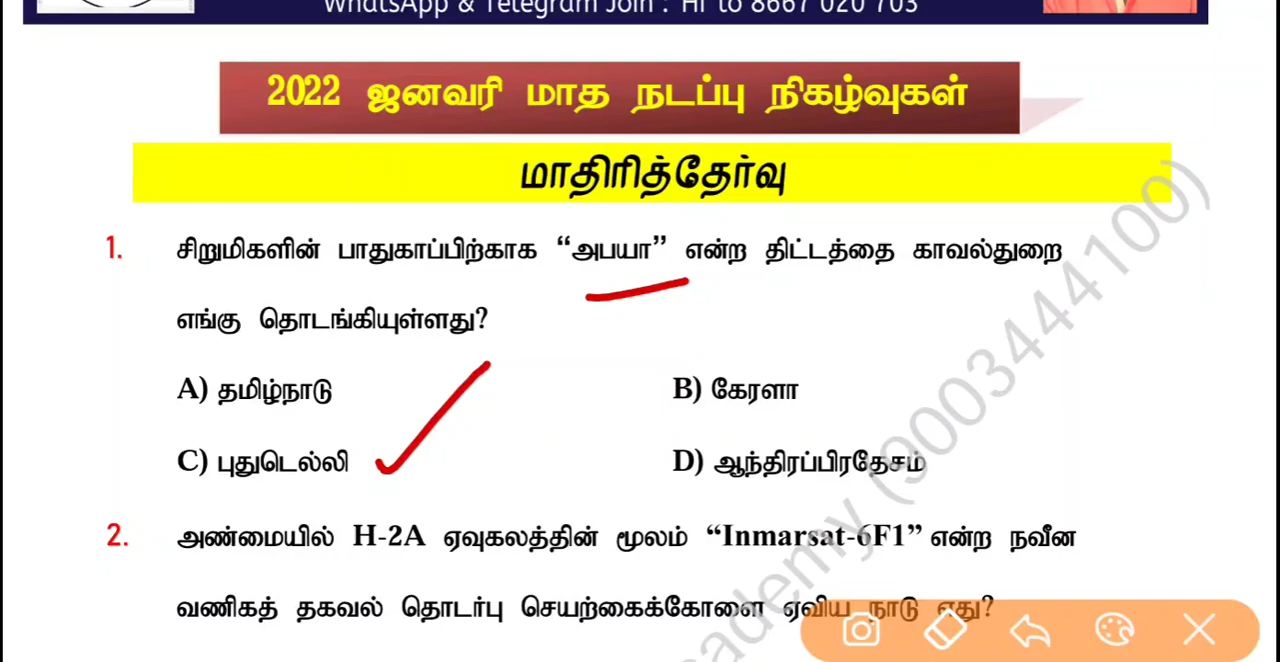 WhatsApp & Telegram Join : Hi to 8667 020 703
2022 ஜனவரி மாத நடப்பு நிகழ்வுகள்
மாதிரித்தேர்வு
1. சிறுமிகளின் பாதுகாப்பிற்காக “அபயா” என்ற திட்டத்தை காவல்துறை
எங்கு தொடங்கியுள்ளது?
A) தமிழ்நாடு B) கேரளா
C) புதுடெல்லி D) ஆந்திரப்பிரதேசம்
2. அண்மையில் H-2A ஏவுகலத்தின் மூலம் “Inmarsat-6F1” என்ற நவீன
வணிகத் தகவல் தொடர்பு செயற்கைக்கோளை ஏவிய நாடு எது?
ademy (9003444100)